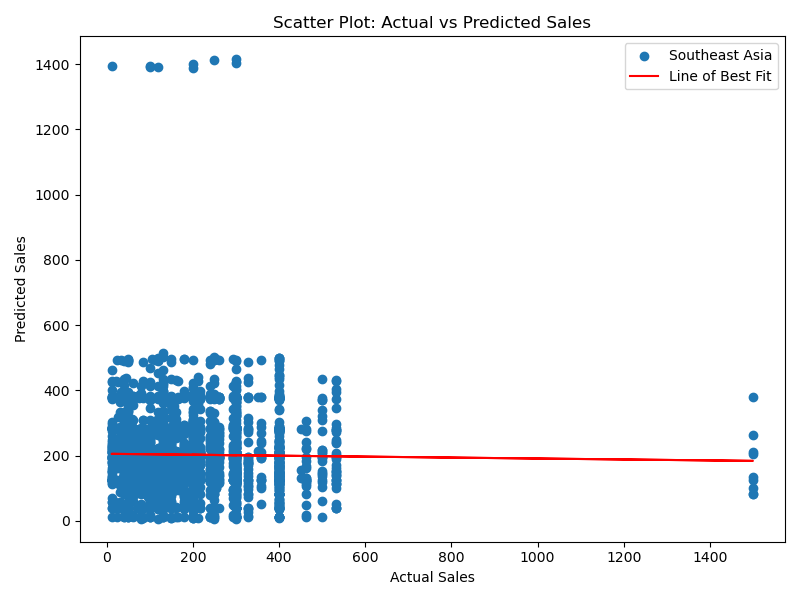 Scatter Plot: Actual vs Predicted Sales
Southeast Asia
Line of Best Fit
1400
1200
1000
800
600
400
200
0
Predicted Sales
0 200 400 600 800 1000 1200 1400
Actual Sales